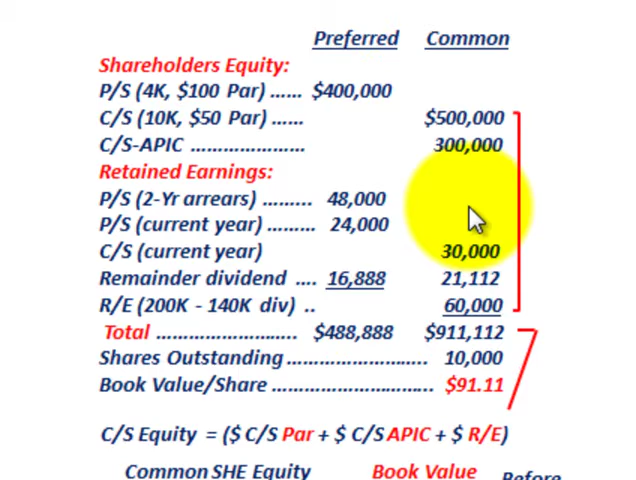 Preferred Common
Shareholders Equity:
P/S (4K, $100 Par) ...... $400,000
C/S (10K, $50 Par) ...... $500,000
C/S-APIC ........................ 300,000
Retained Earnings:
P/S (2-Yr arrears) ......... 48,000
P/S (current year) ......... 24,000
C/S (current year) 30,000
Remainder dividend .... 16,888 21,112
R/E (200K - 140K div) .. 60,000
Total ............................. $488,888 $911,112
Shares Outstanding ............................. 10,000
Book Value/Share ................................ $91.11
C/S Equity = ($ C/S Par + $ C/S APIC + $ R/E)
Common SHE Equity Book Value Before